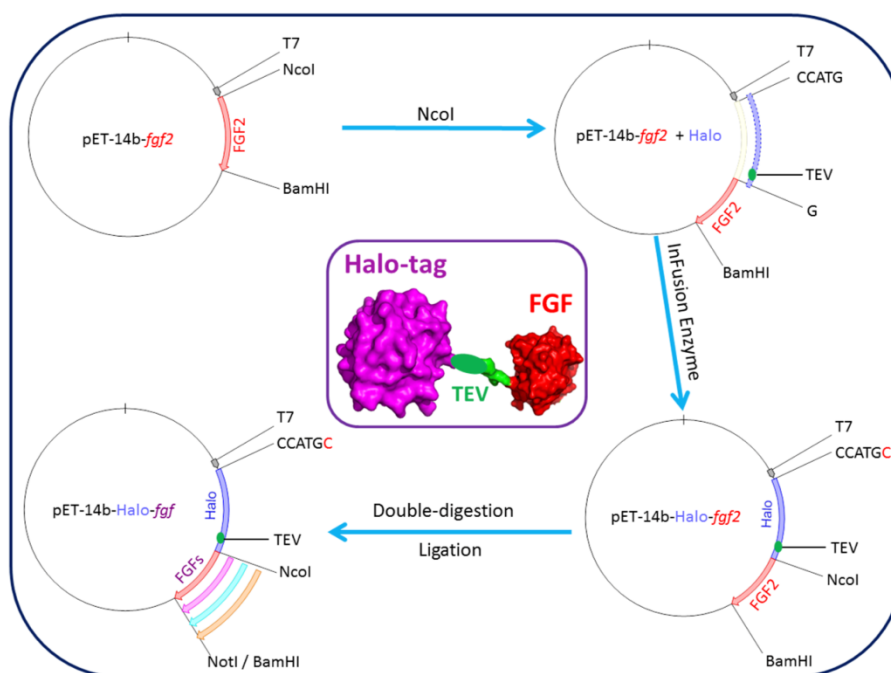 T7
NcoI
pET-14b-fgf2
FGF2
BamHI
NcoI
T7
CCATG
pET-14b-fgf2 + Halo
TEV
G
FGF2
BamHI
Halo-tag
FGF
TEV
InFusion Enzyme
T7
CCATGC
pET-14b-Halo-fgf2
Halo
TEV
NcoI
FGF2
BamHI
Double-digestion
Ligation
T7
CCATGC
pET-14b-Halo-fgf
Halo
TEV
NcoI
FGFs
NotI / BamHI